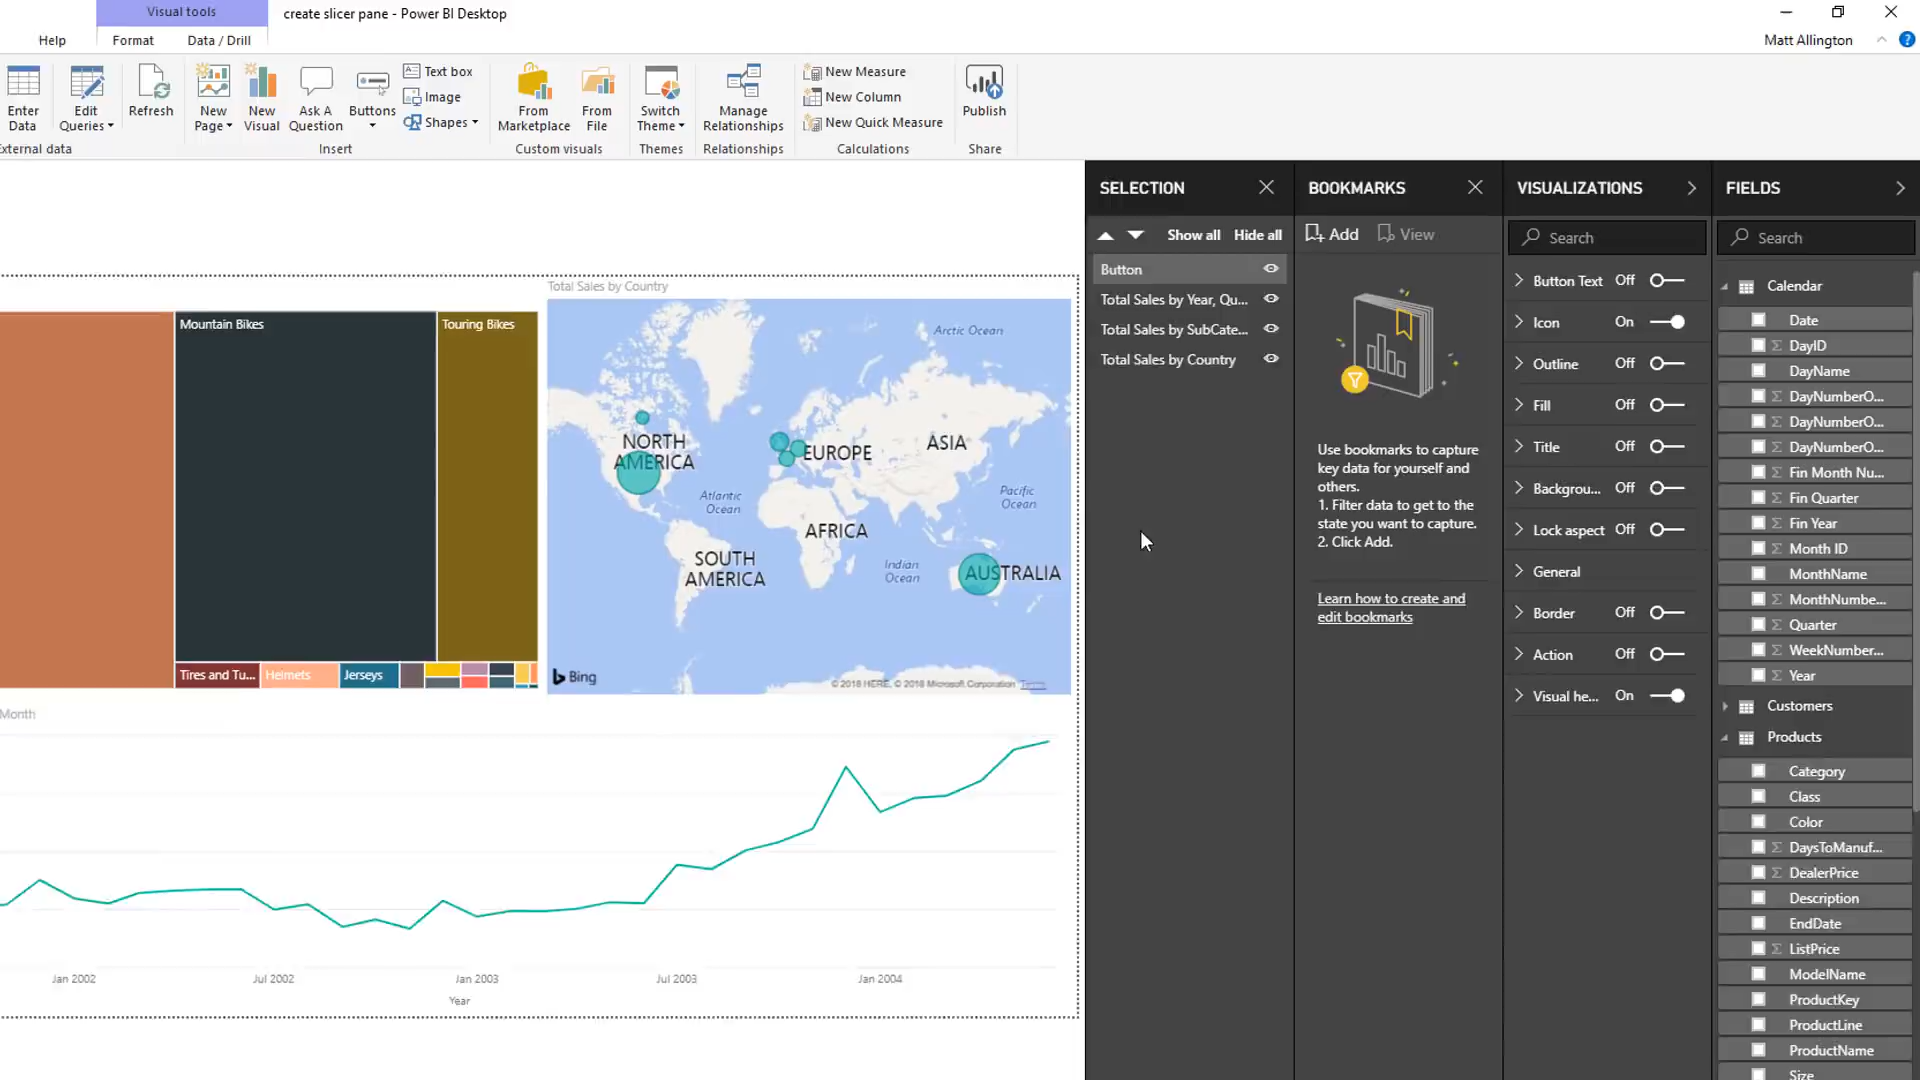 Visual tools
create slicer pane - Power BI Desktop
Help
Format
Data / Drill
Matt Allington
?
Enter
Data
Edit
Queries
Refresh
New
Page
New
Visual
Ask A
Question
Buttons
Text box
Image
Shapes
From
Marketplace
From
File
Switch
Theme
Manage
Relationships
New Measure
New Column
New Quick Measure
Publish
External data
Insert
Custom visuals
Themes
Relationships
Calculations
Share
Mountain Bikes
Touring Bikes
Tires and Tu...
Helmets
Jerseys
Total Sales by Country
Arctic Ocean
NORTH
AMERICA
EUROPE
ASIA
Atlantic
Ocean
Pacific
Ocean
AFRICA
SOUTH
AMERICA
Indian
Ocean
AUSTRALIA
Bing
© 2018 HERE, © 2018 Microsoft Corporation Terms
Month
Jan 2002
Jul 2002
Jan 2003
Jul 2003
Jan 2004
Year
SELECTION
Show all
Hide all
Button
Total Sales by Year, Qu...
Total Sales by SubCate...
Total Sales by Country
BOOKMARKS
Add
View
Use bookmarks to capture
key data for yourself and
others.
1. Filter data to get to the
state you want to capture.
2. Click Add.
Learn how to create and
edit bookmarks
VISUALIZATIONS
Search
Button Text Off
Icon On
Outline Off
Fill Off
Title Off
Backgrou... Off
Lock aspect Off
General
Border Off
Action Off
Visual he... On
FIELDS
Search
Calendar
Date
DayID
DayName
DayNumberO...
DayNumberO...
DayNumberO...
Fin Month Nu...
Fin Quarter
Fin Year
Month ID
MonthName
MonthNumbe...
Quarter
WeekNumber...
Year
Customers
Products
Category
Class
Color
DaysToManuf...
DealerPrice
Description
EndDate
ListPrice
ModelName
ProductKey
ProductLine
ProductName
Size